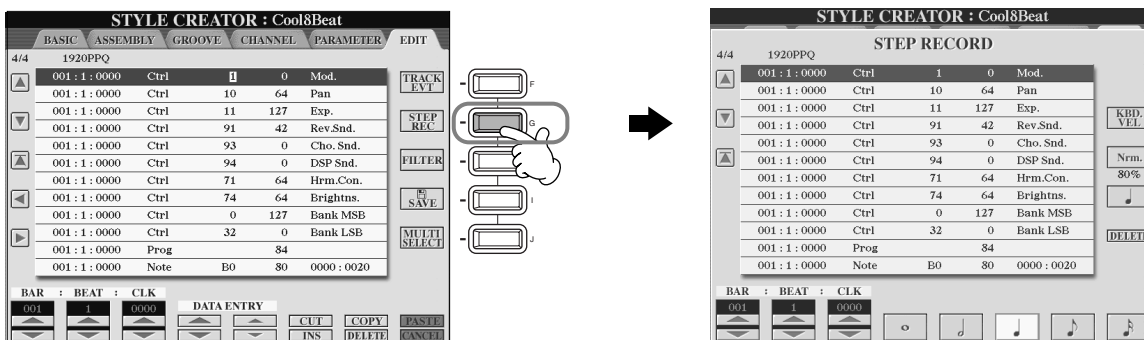 STYLE CREATOR : Cool8Beat
BASIC ASSEMBLY GROOVE CHANNEL PARAMETER EDIT
4/4 1920PPQ
001 : 1 : 0000 Ctrl 1 0 Mod.
001 : 1 : 0000 Ctrl 10 64 Pan
001 : 1 : 0000 Ctrl 11 127 Exp.
001 : 1 : 0000 Ctrl 91 42 Rev.Snd.
001 : 1 : 0000 Ctrl 93 0 Cho. Snd.
001 : 1 : 0000 Ctrl 94 0 DSP Snd.
001 : 1 : 0000 Ctrl 71 64 Hrm.Con.
001 : 1 : 0000 Ctrl 74 64 Brightns.
001 : 1 : 0000 Ctrl 0 127 Bank MSB
001 : 1 : 0000 Ctrl 32 0 Bank LSB
001 : 1 : 0000 Prog 84
001 : 1 : 0000 Note B0 80 0000 : 0020
TRACK
EVT
STEP
REC
FILTER
SAVE
MULTI
SELECT
F
G
I
J
BAR : BEAT : CLK
001 1 0000
DATA ENTRY
CUT COPY PASTE
INS DELETE CANCEL
STYLE CREATOR : Cool8Beat
STEP RECORD
4/4 1920PPQ
001 : 1 : 0000 Ctrl 1 0 Mod.
001 : 1 : 0000 Ctrl 10 64 Pan
001 : 1 : 0000 Ctrl 11 127 Exp.
001 : 1 : 0000 Ctrl 91 42 Rev.Snd.
001 : 1 : 0000 Ctrl 93 0 Cho. Snd.
001 : 1 : 0000 Ctrl 94 0 DSP Snd.
001 : 1 : 0000 Ctrl 71 64 Hrm.Con.
001 : 1 : 0000 Ctrl 74 64 Brightns.
001 : 1 : 0000 Ctrl 0 127 Bank MSB
001 : 1 : 0000 Ctrl 32 0 Bank LSB
001 : 1 : 0000 Prog 84
001 : 1 : 0000 Note B0 80 0000 : 0020
KBD.
VEL
Nrm.
80%
DELETE
BAR : BEAT : CLK
001 1 0000